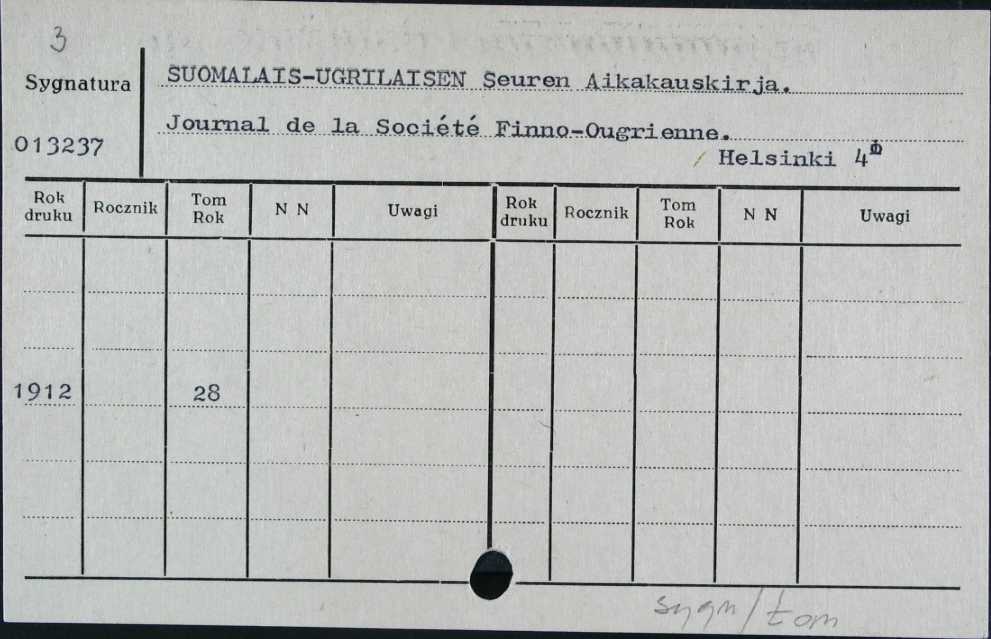 3
Sygnatura
SUOMALAIS-UGRILAISEN Seuren Aikakauskirja.
Journal de la Société Finno-Ougrienne.
013237
Helsinki 4
Rok druku Rocznik Tom Rok N N Uwagi Rok druku Rocznik Tom Rok N N Uwagi
1912 28
sygn/tom